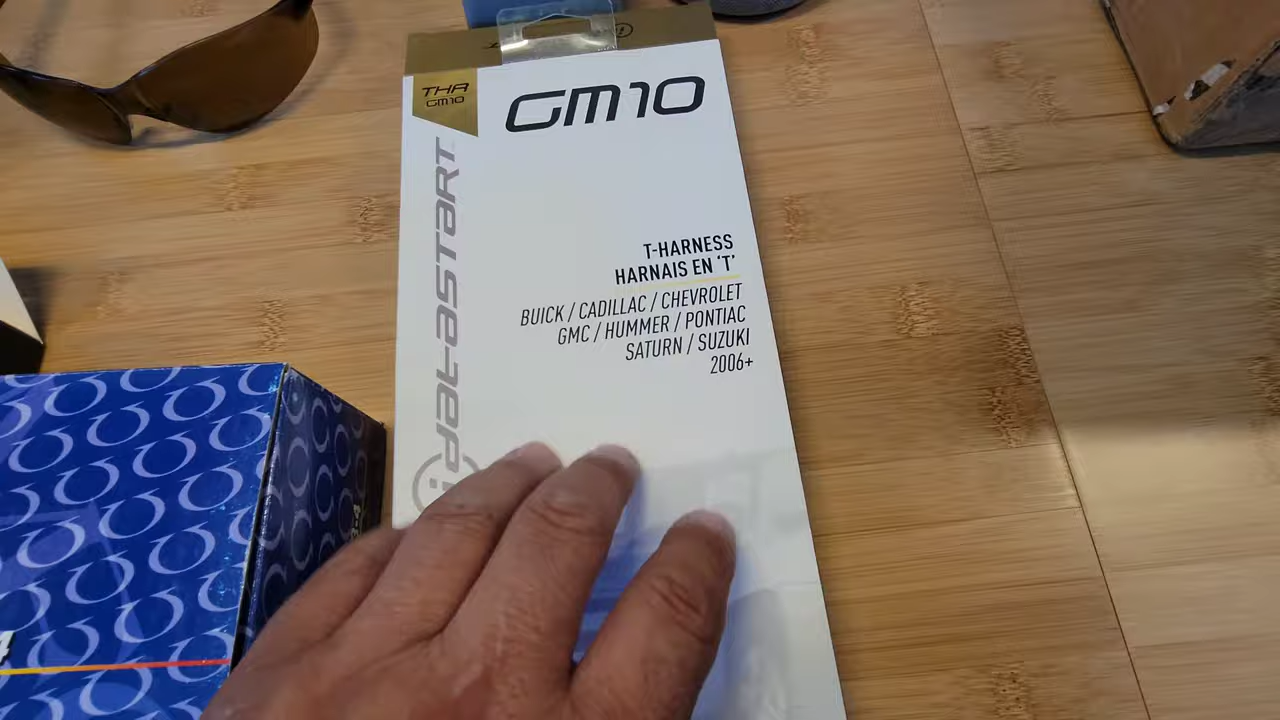 THR
GM10
GM10
idatastart
T-HARNESS
HARNAIS EN 'T'
BUICK / CADILLAC / CHEVROLET
GMC / HUMMER / PONTIAC
SATURN / SUZUKI
2006+